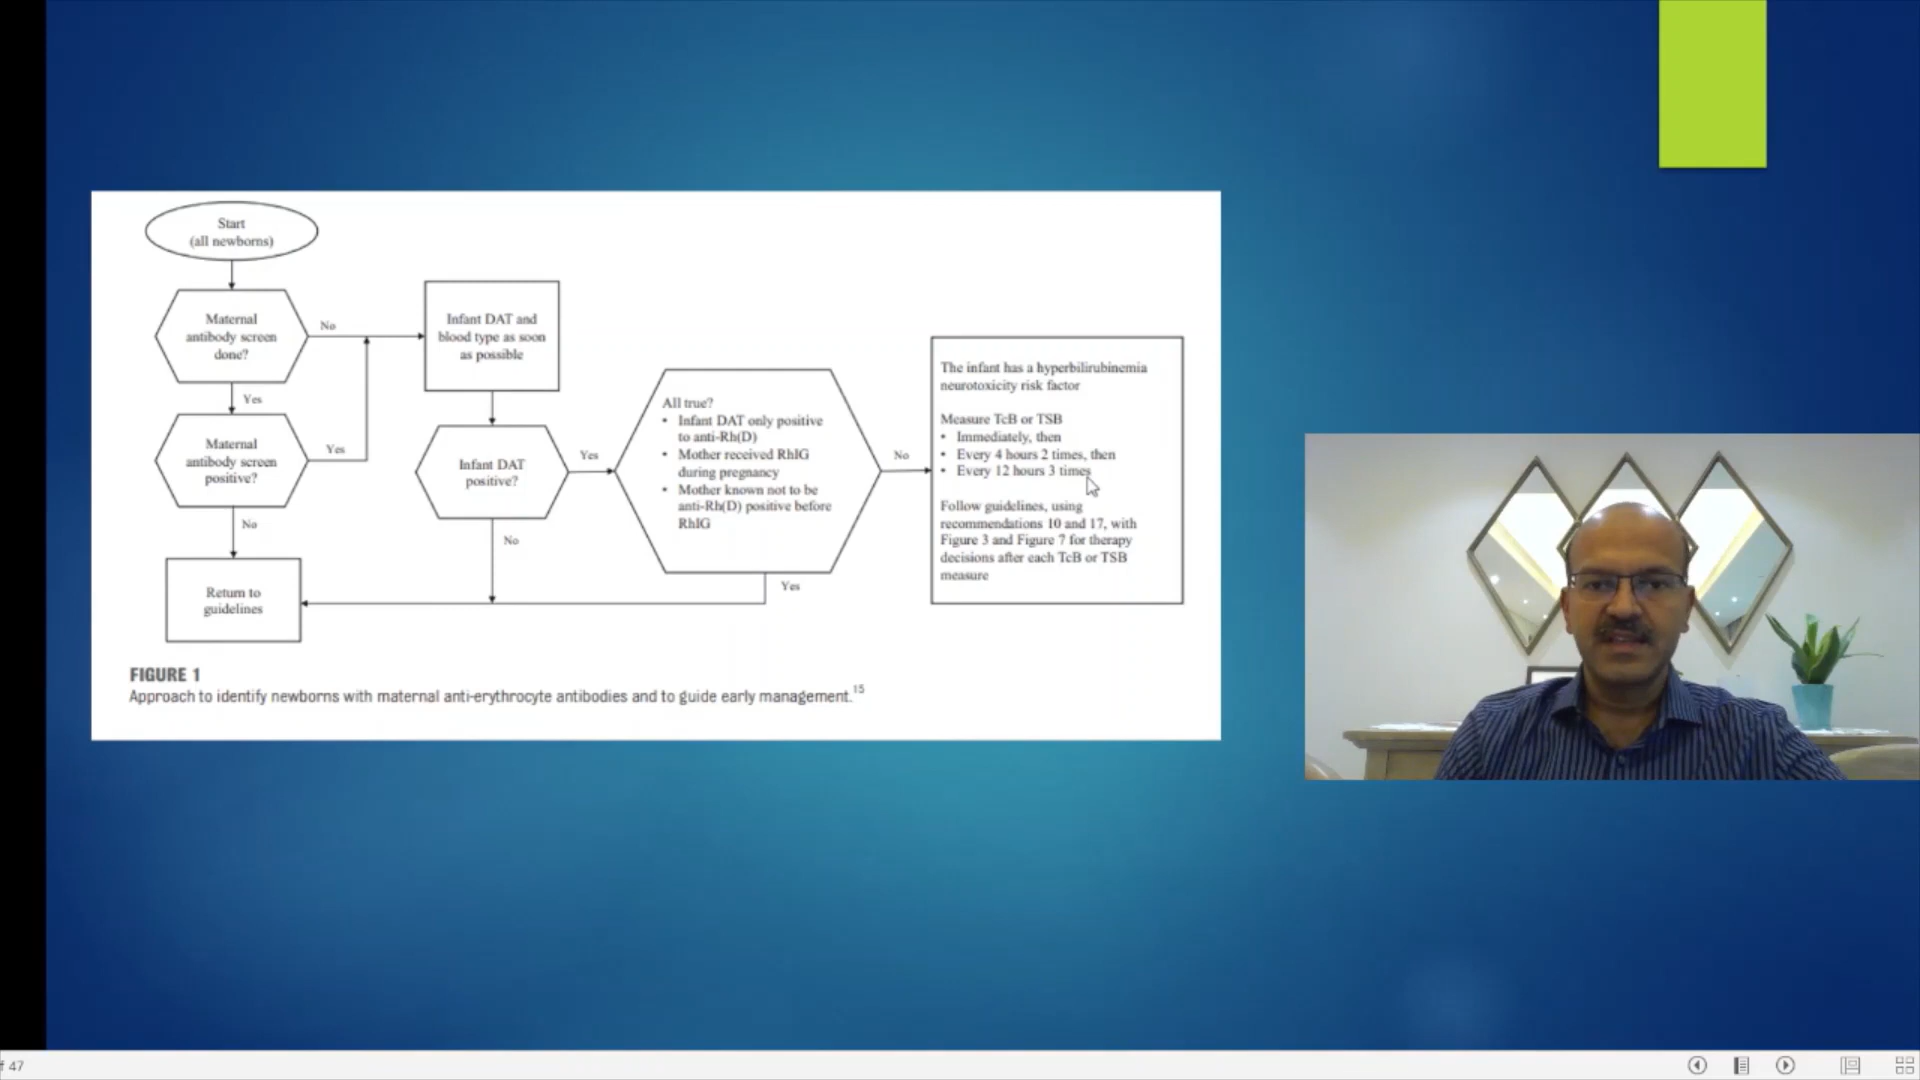 Start
(all newborns)
Maternal
antibody screen
done?
No
Yes
Maternal
antibody screen
positive?
Yes
No
Return to
guidelines
Infant DAT and
blood type as soon
as possible
Infant DAT
positive?
Yes
No
All true?
• Infant DAT only positive
to anti-Rh(D)
• Mother received RhIG
during pregnancy
• Mother known not to be
anti-Rh(D) positive before
RhIG
No
Yes
The infant has a hyperbilirubinemia
neurotoxicity risk factor
Measure TcB or TSB
• Immediately, then
• Every 4 hours 2 times, then
• Every 12 hours 3 times
Follow guidelines, using
recommendations 10 and 17, with
Figure 3 and Figure 7 for therapy
decisions after each TcB or TSB
measure
FIGURE 1
Approach to identify newborns with maternal anti-erythrocyte antibodies and to guide early management.15
f 47